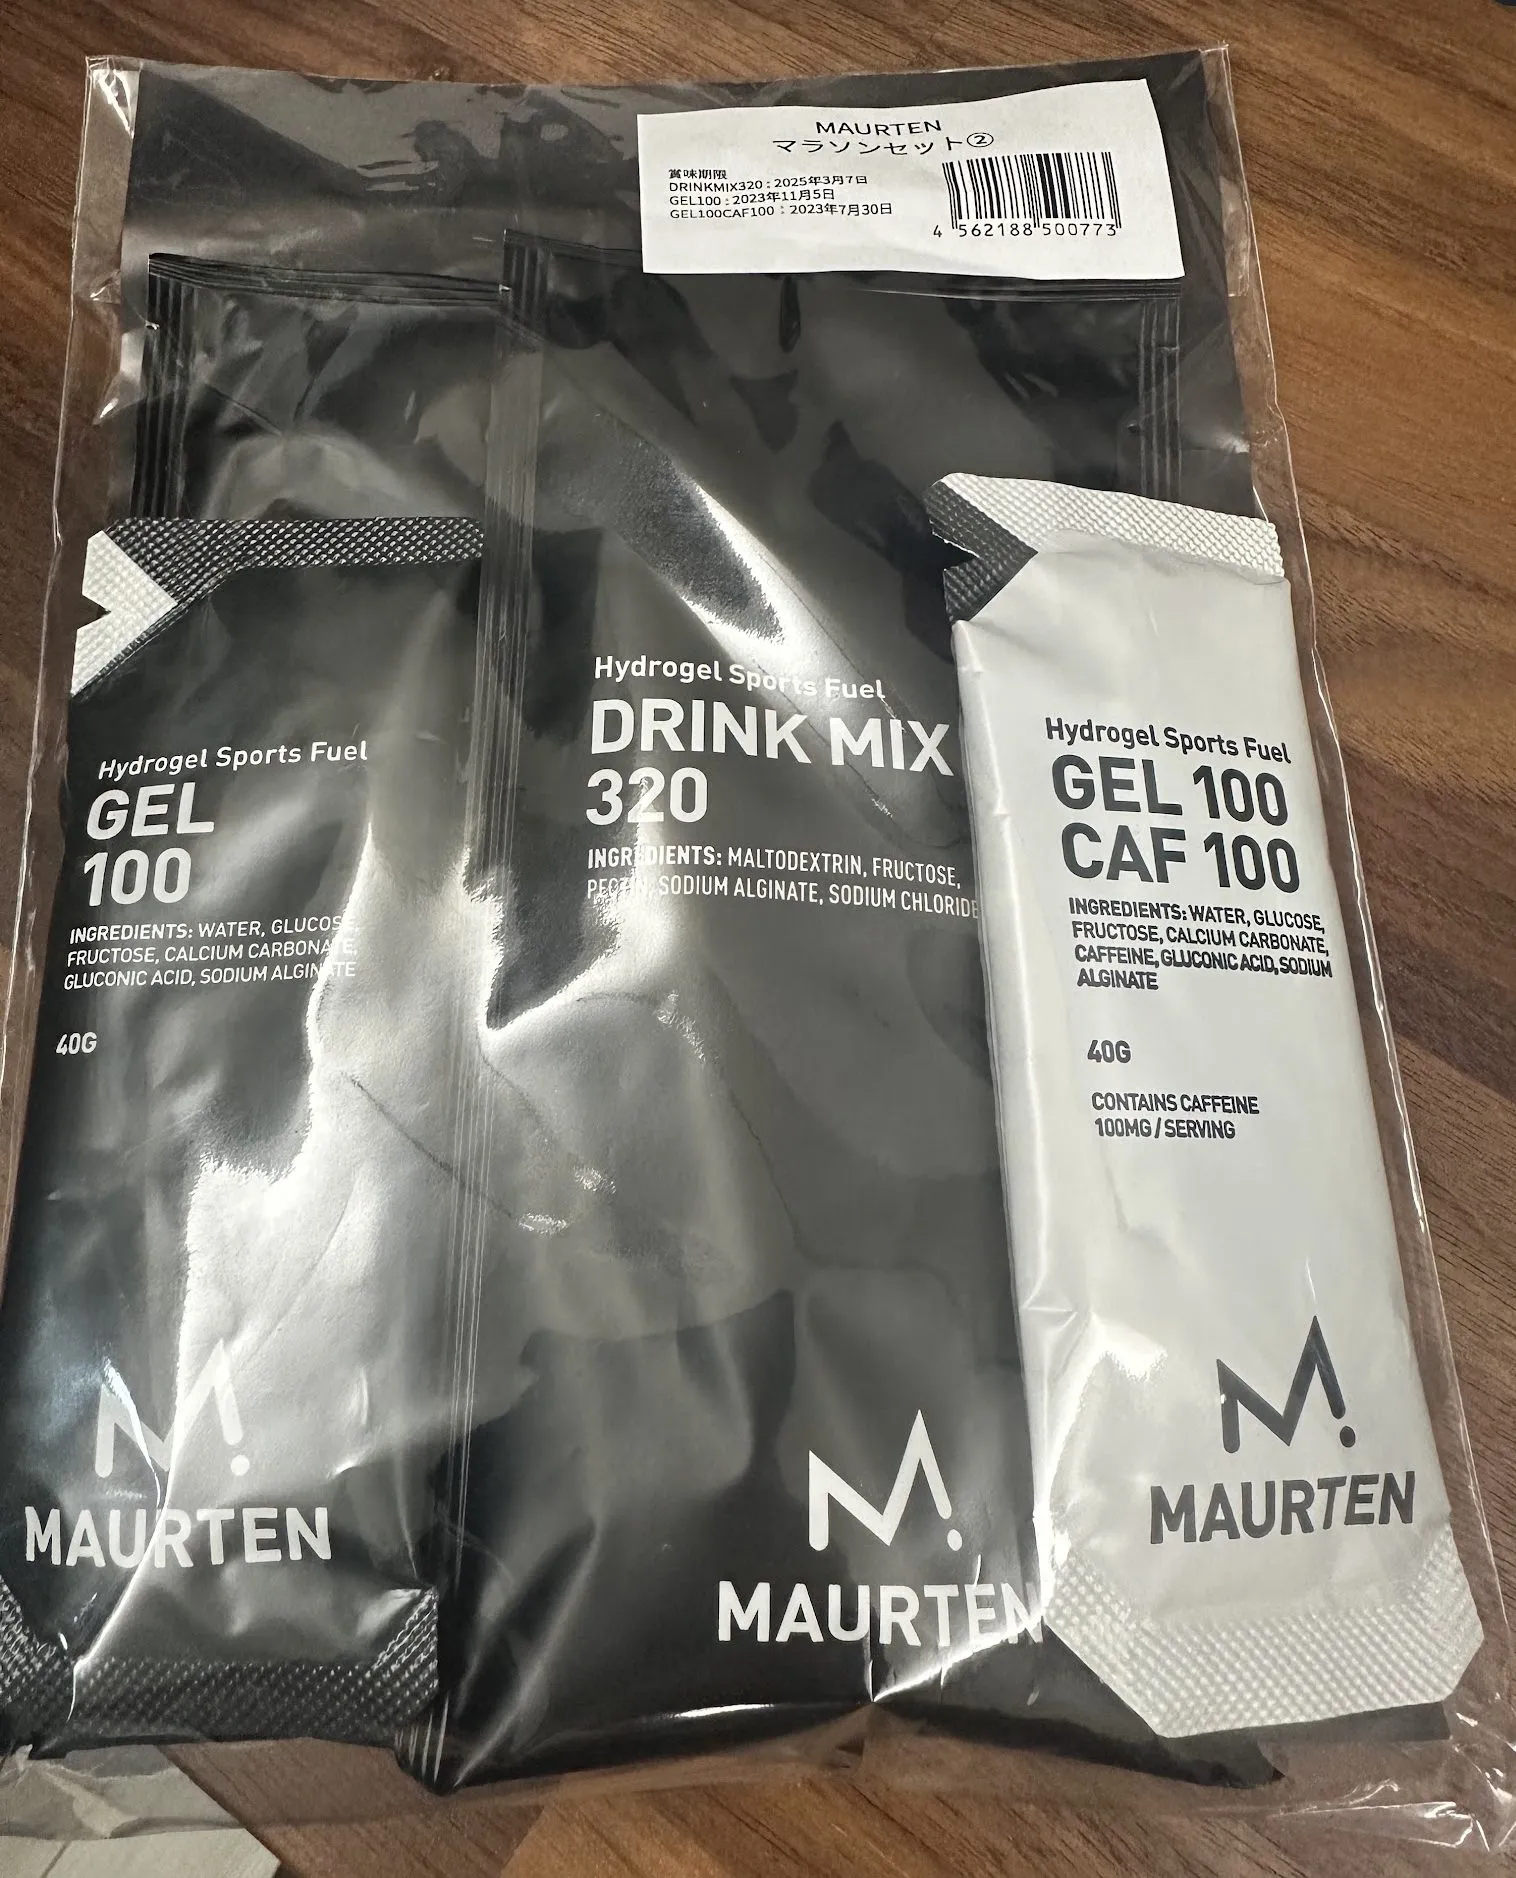 MAURTEN
マラソンセット②
賞味期限
DRINKMIX320：2025年3月7日
GEL100：2023年11月5日
GEL100CAF100：2023年7月30日
4 562188 500773
Hydrogel Sports Fuel
GEL
100
INGREDIENTS: WATER, GLUCOSE,
FRUCTOSE, CALCIUM CARBONATE,
GLUCONIC ACID, SODIUM ALGINATE
40G
MAURTEN
Hydrogel Sports Fuel
DRINK MIX
320
INGREDIENTS: MALTODEXTRIN, FRUCTOSE,
PECTIN, SODIUM ALGINATE, SODIUM CHLORIDE
MAURTEN
Hydrogel Sports Fuel
GEL 100
CAF 100
INGREDIENTS: WATER, GLUCOSE,
FRUCTOSE, CALCIUM CARBONATE,
CAFFEINE, GLUCONIC ACID, SODIUM
ALGINATE
40G
CONTAINS CAFFEINE
100MG / SERVING
MAURTEN